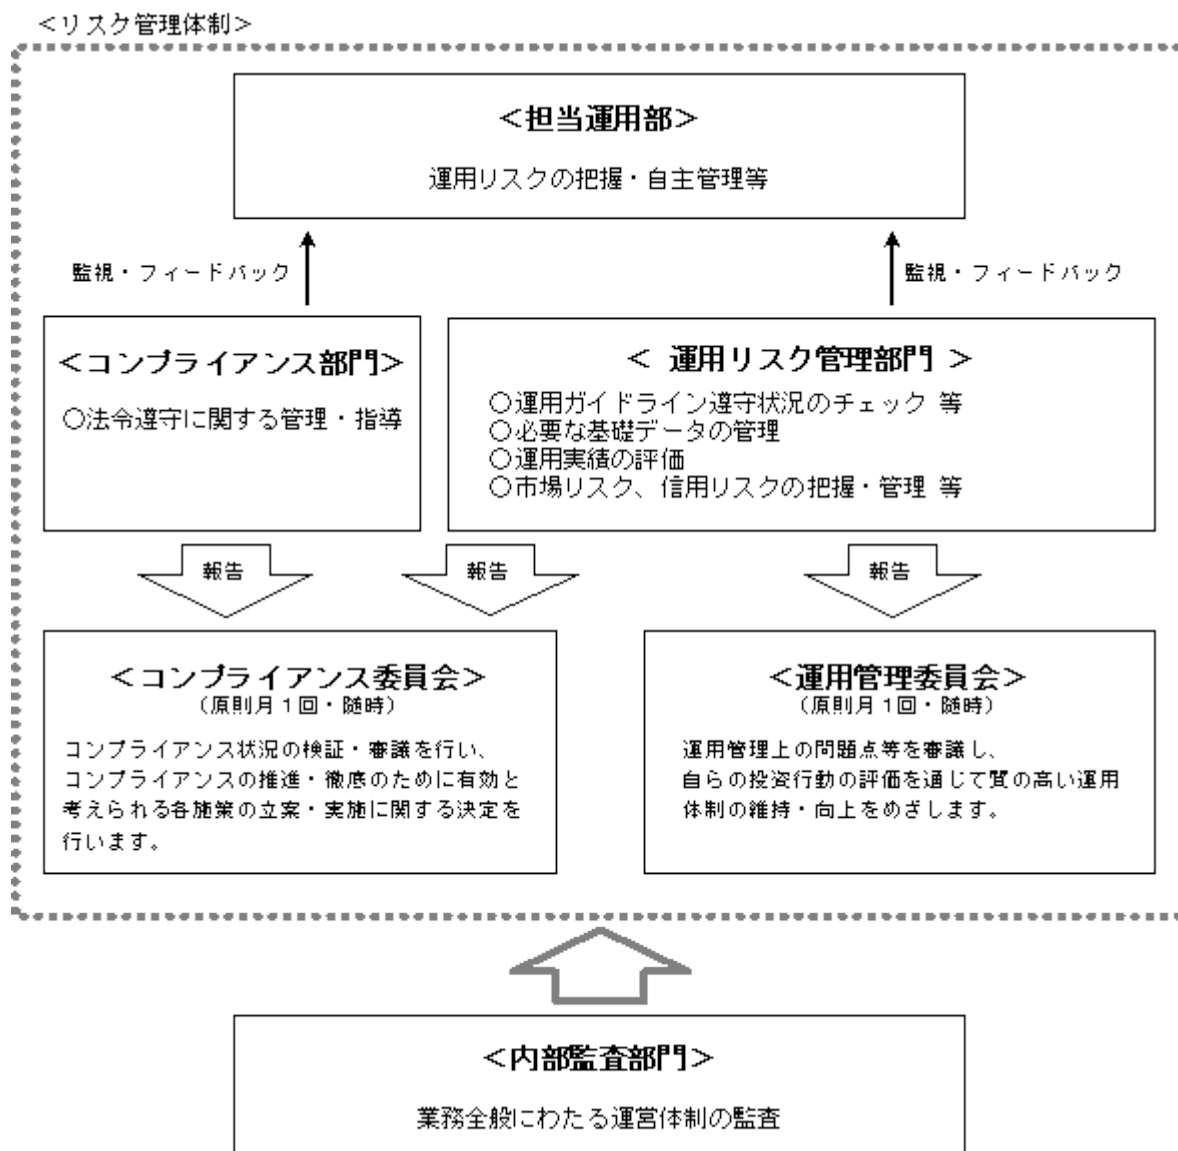 ＜リスク管理体制＞
＜担当運用部＞
運用リスクの把握・自主管理等
監視・フィードバック
監視・フィードバック
＜コンプライアンス部門＞
○法令遵守に関する管理・指導
＜ 運用リスク管理部門 ＞
○運用ガイドライン遵守状況のチェック 等
○必要な基礎データの管理
○運用実績の評価
○市場リスク、信用リスクの把握・管理 等
報告
報告
報告
＜コンプライアンス委員会＞
（原則月１回・随時）
コンプライアンス状況の検証・審議を行い、
コンプライアンスの推進・徹底のために有効と
考えられる各施策の立案・実施に関する決定を
行います。
＜運用管理委員会＞
（原則月１回・随時）
運用管理上の問題点等を審議し、
自らの投資行動の評価を通じて質の高い運用
体制の維持・向上をめざします。
＜内部監査部門＞
業務全般にわたる運営体制の監査